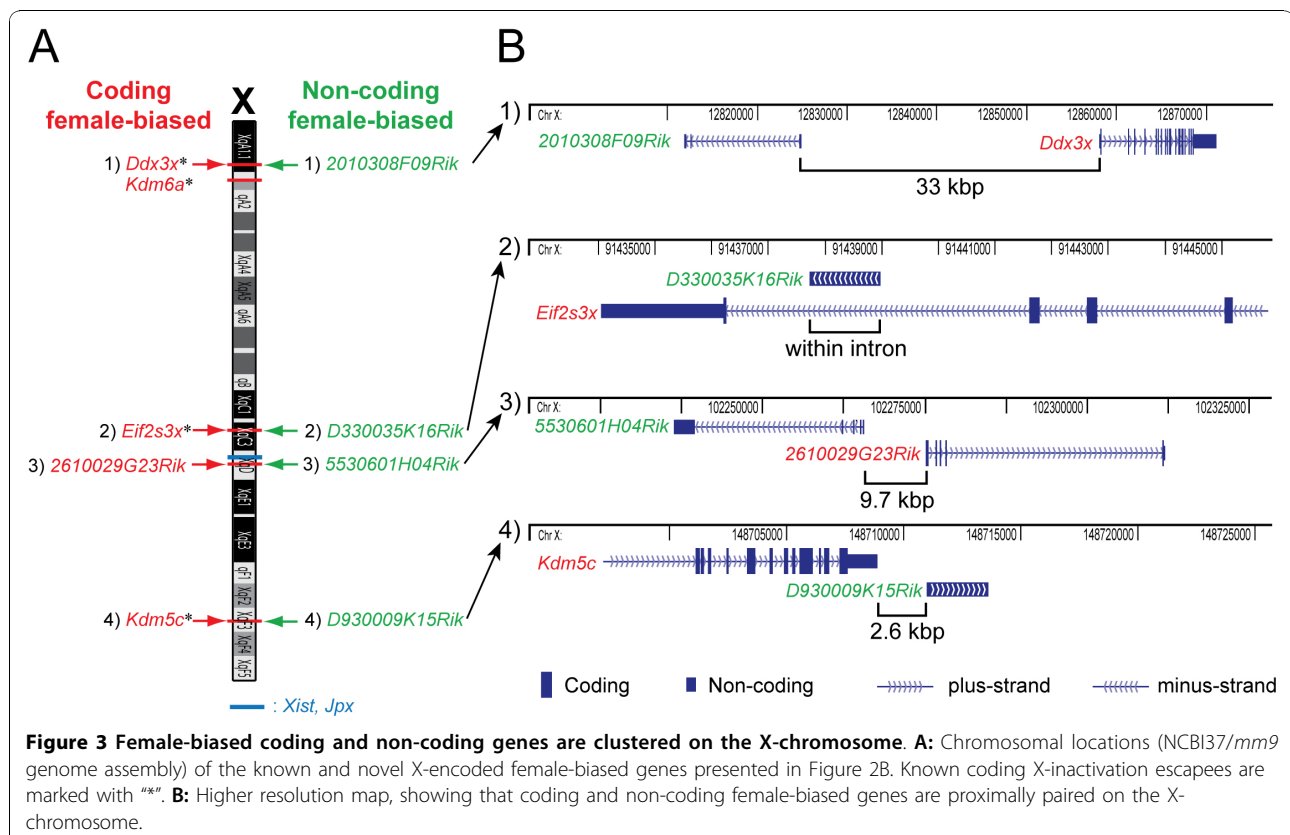 A
Coding
female-biased
X
Non-coding
female-biased
1) Ddx3x*
Kdm6a*
2) Eif2s3x*
3) 2610029G23Rik
4) Kdm5c*
XqA1.1
qA2
XqA4
XqA5
qA6
qB
XqC1
qC3
XqD
XqE1
XqE3
qF1
XqF2
XqF3
XqF4
XqF5
1) 2010308F09Rik
2) D330035K16Rik
3) 5530601H04Rik
4) D930009K15Rik
: Xist, Jpx
B
1)
Chr X: 12820000 12830000 12840000 12850000 12860000 12870000
2010308F09Rik Ddx3x
33 kbp
2)
Chr X: 91435000 91437000 91439000 91441000 91443000 91445000
D330035K16Rik
Eif2s3x
within intron
3)
Chr X: 102250000 102275000 102300000 102325000
5530601H04Rik
2610029G23Rik
9.7 kbp
4)
Chr X: 148705000 148710000 148715000 148720000 148725000
Kdm5c
D930009K15Rik
2.6 kbp
Coding Non-coding plus-strand minus-strand
Figure 3 Female-biased coding and non-coding genes are clustered on the X-chromosome. A: Chromosomal locations (NCBI37/mm9
genome assembly) of the known and novel X-encoded female-biased genes presented in Figure 2B. Known coding X-inactivation escapees are
marked with “*”. B: Higher resolution map, showing that coding and non-coding female-biased genes are proximally paired on the X-
chromosome.